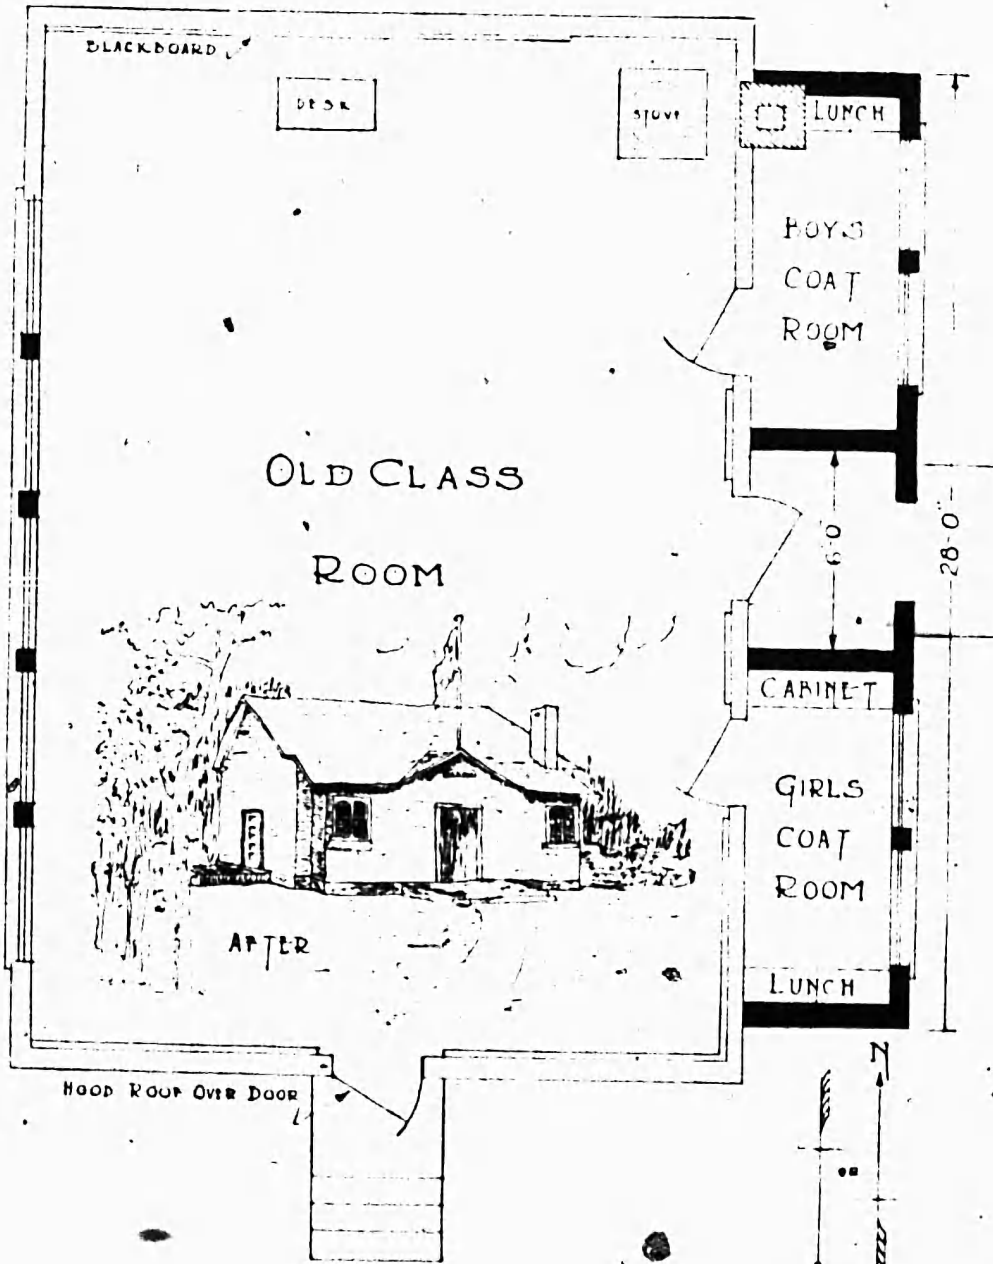 BLACKBOARD
DESK
STOVE
LUNCH
BOYS
COAT
ROOM
OLD CLASS
ROOM
6'-0"
28'-0"
CABINET
GIRLS
COAT
ROOM
AFTER
LUNCH
HOOD ROOF OVER DOOR
N